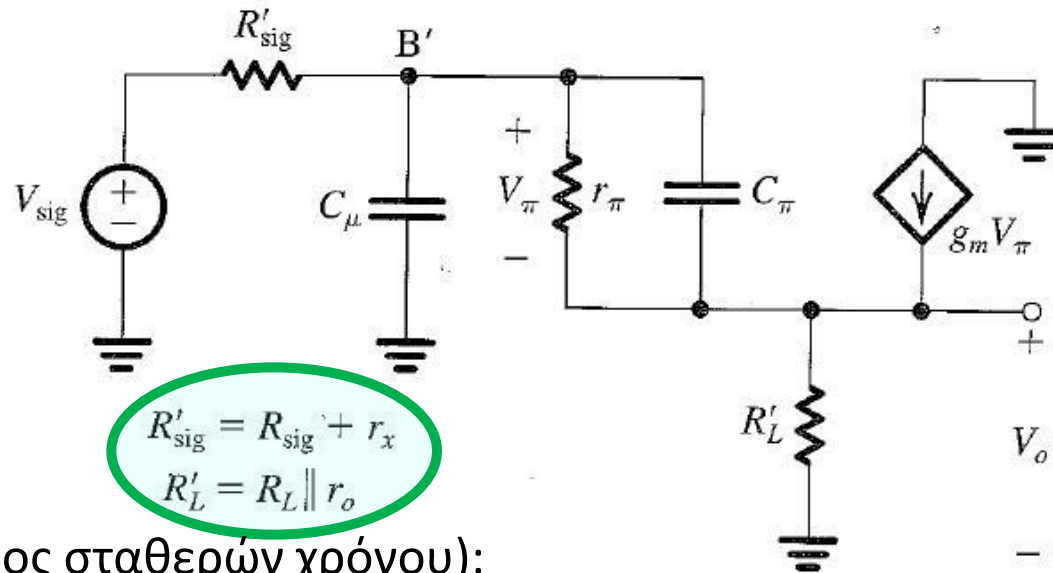 R′sig
B′
+
Vsig
+
−
Cμ
Vπ
rπ
Cπ
gmVπ
−
+
R′sig = Rsig + rx
R′L = RL || ro
R′L
Vo
−
ος σταθερών χρόνου):